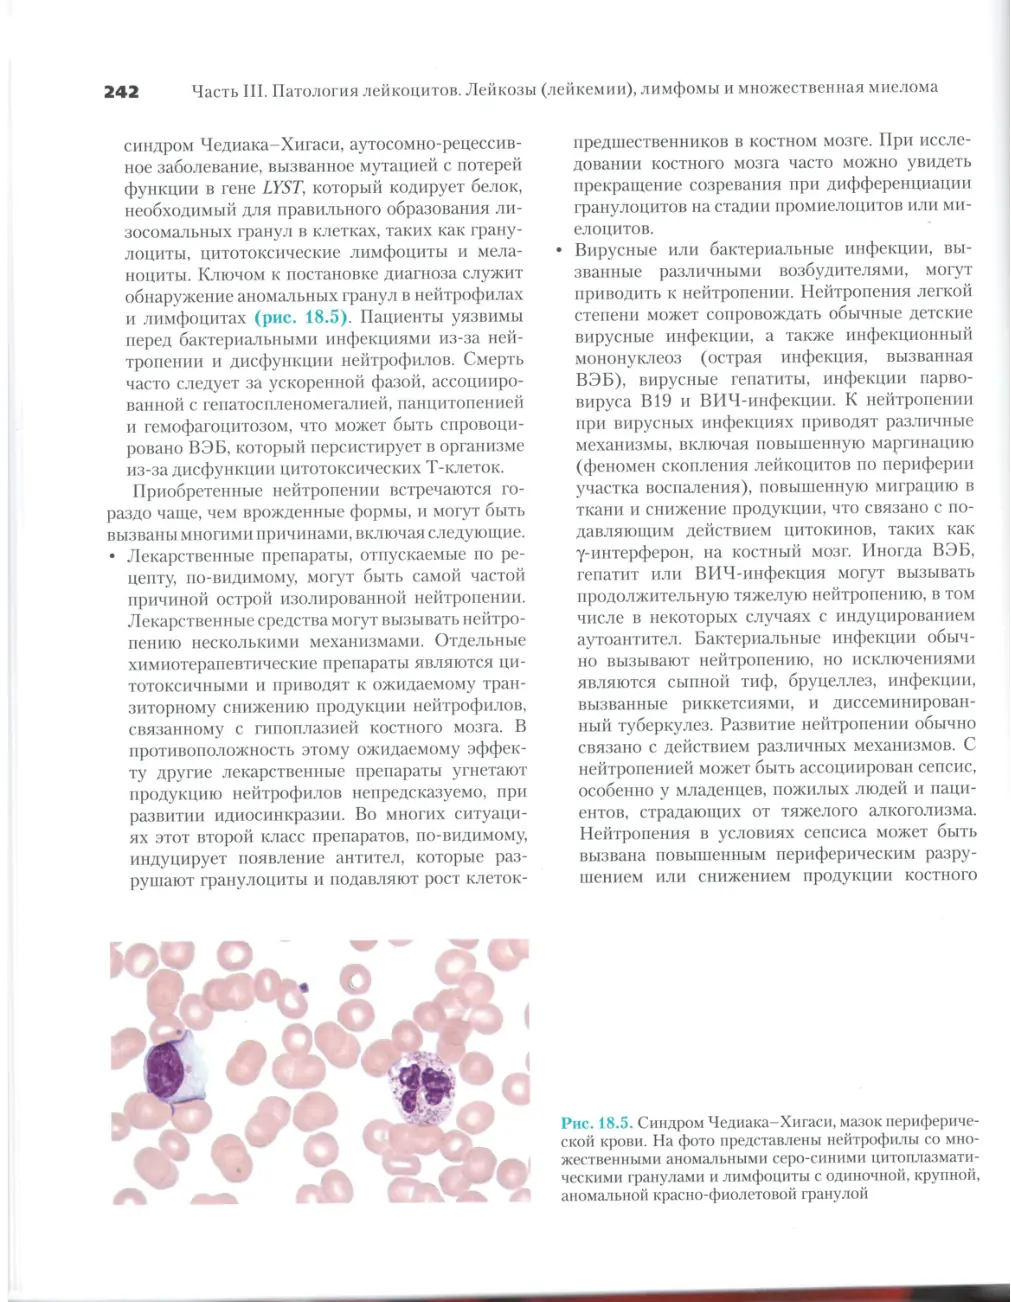 242
Часть III. Патология лейкоцитов. Лейкозы (лейкемии), лимфомы и множественная миелома
синдром Чедиака–Хигаси, аутосомно-рецессив-
ное заболевание, вызванное мутацией с потерей
функции в гене LYST, который кодирует белок,
необходимый для правильного образования ли-
зосомальных гранул в клетках, таких как грану-
лоциты, цитотоксические лимфоциты и мела-
ноциты. Ключом к постановке диагноза служит
обнаружение аномальных гранул в нейтрофилах
и лимфоцитах (рис. 18.5). Пациенты уязвимы
перед бактериальными инфекциями из-за ней-
тропении и дисфункции нейтрофилов. Смерть
часто следует за ускоренной фазой, ассоцииро-
ванной с гепатоспленомегалией, панцитопенией
и гемофагоцитозом, что может быть спровоци-
ровано ВЭБ, который персистирует в организме
из-за дисфункции цитотоксических Т-клеток.
Приобретенные нейтропении встречаются го-
раздо чаще, чем врожденные формы, и могут быть
вызваны многими причинами, включая следующие.
• Лекарственные препараты, отпускаемые по ре-
цепту, по-видимому, могут быть самой частой
причиной острой изолированной нейтропении.
Лекарственные средства могут вызывать нейтро-
пению несколькими механизмами. Отдельные
химиотерапевтические препараты являются ци-
тотоксичными и приводят к ожидаемому тран-
зиторному снижению продукции нейтрофилов,
связанному с гипоплазией костного мозга. В
противоположность этому ожидаемому эффек-
ту другие лекарственные препараты угнетают
продукцию нейтрофилов непредсказуемо, при
развитии идиосинкразии. Во многих ситуаци-
ях этот второй класс препаратов, по-видимому,
индуцирует появление антител, которые раз-
рушают гранулоциты и подавляют рост клеток-
предшественников в костном мозге. При иссле-
довании костного мозга часто можно увидеть
прекращение созревания при дифференциации
гранулоцитов на стадии промиелоцитов или ми-
елоцитов.
• Вирусные или бактериальные инфекции, вы-
званные различными возбудителями, могут
приводить к нейтропении. Нейтропения легкой
степени может сопровождать обычные детские
вирусные инфекции, а также инфекционный
мононуклеоз (острая инфекция, вызванная
ВЭБ), вирусные гепатиты, инфекции парво-
вируса В19 и ВИЧ-инфекции. К нейтропении
при вирусных инфекциях приводят различные
механизмы, включая повышенную маргинацию
(феномен скопления лейкоцитов по периферии
участка воспаления), повышенную миграцию в
ткани и снижение продукции, что связано с по-
давляющим действием цитокинов, таких как
γ-интерферон, на костный мозг. Иногда ВЭБ,
гепатит или ВИЧ-инфекция могут вызывать
продолжительную тяжелую нейтропению, в том
числе в некоторых случаях с индуцированием
аутоантител. Бактериальные инфекции обыч-
но вызывают нейтропению, но исключениями
являются сыпной тиф, бруцеллез, инфекции,
вызванные риккетсиями, и диссеминирован-
ный туберкулез. Развитие нейтропении обычно
связано с действием различных механизмов. С
нейтропенией может быть ассоциирован сепсис,
особенно у младенцев, пожилых людей и паци-
ентов, страдающих от тяжелого алкоголизма.
Нейтропения в условиях сепсиса может быть
вызвана повышенным периферическим разру-
шением или снижением продукции костного
Рис. 18.5. Синдром Чедиака–Хигаси, мазок перифериче-
ской крови. На фото представлены нейтрофилы со мно-
жественными аномальными серо-синими цитоплазмати-
ческими гранулами и лимфоциты с одиночной, крупной,
аномальной красно-фиолетовой гранулой